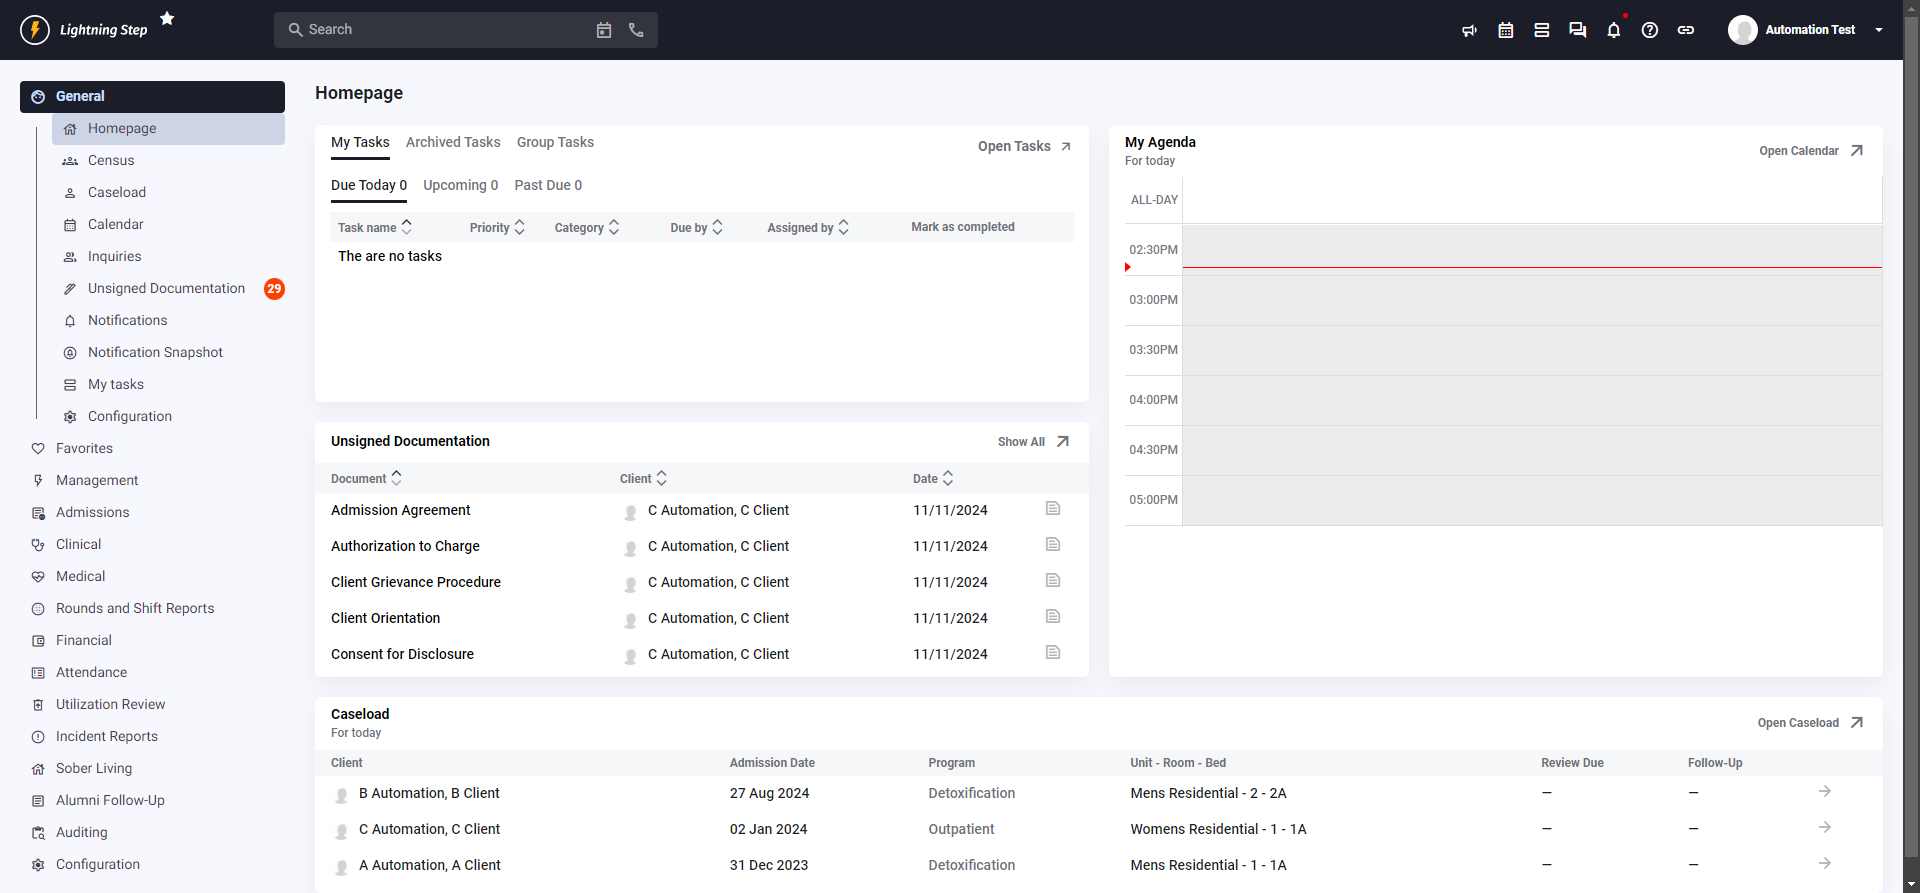 Lightning Step
Search
Automation Test
General
Homepage
Census
Caseload
Calendar
Inquiries
Unsigned Documentation 29
Notifications
Notification Snapshot
My tasks
Configuration
Favorites
Management
Admissions
Clinical
Medical
Rounds and Shift Reports
Financial
Attendance
Utilization Review
Incident Reports
Sober Living
Alumni Follow-Up
Auditing
Configuration
Homepage
My Tasks Archived Tasks Group Tasks Open Tasks
Due Today 0 Upcoming 0 Past Due 0
Task name Priority Category Due by Assigned by Mark as completed
The are no tasks
My Agenda
For today
Open Calendar
ALL-DAY
02:30PM
03:00PM
03:30PM
04:00PM
04:30PM
05:00PM
Unsigned Documentation Show All
Document Client Date
Admission Agreement C Automation, C Client 11/11/2024
Authorization to Charge C Automation, C Client 11/11/2024
Client Grievance Procedure C Automation, C Client 11/11/2024
Client Orientation C Automation, C Client 11/11/2024
Consent for Disclosure C Automation, C Client 11/11/2024
Caseload
For today
Open Caseload
Client Admission Date Program Unit - Room - Bed Review Due Follow-Up
B Automation, B Client 27 Aug 2024 Detoxification Mens Residential - 2 - 2A – –
C Automation, C Client 02 Jan 2024 Outpatient Womens Residential - 1 - 1A – –
A Automation, A Client 31 Dec 2023 Detoxification Mens Residential - 1 - 1A – –